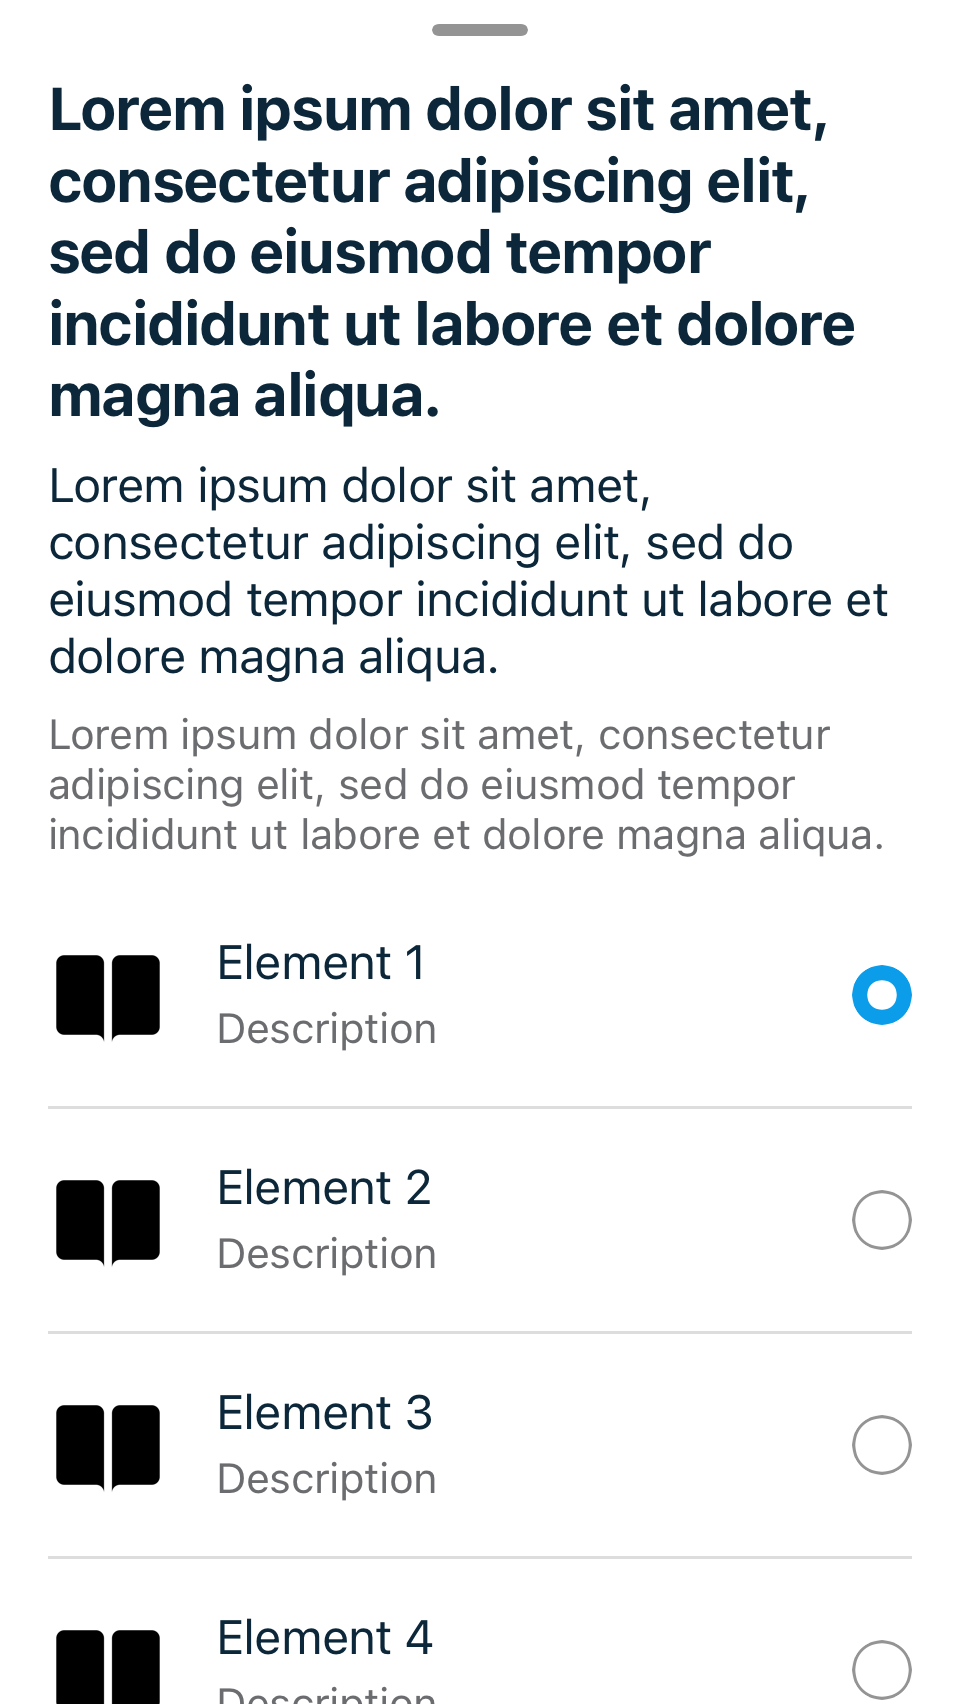 Lorem ipsum dolor sit amet,
consectetur adipiscing elit,
sed do eiusmod tempor
incididunt ut labore et dolore
magna aliqua.
Lorem ipsum dolor sit amet,
consectetur adipiscing elit, sed do
eiusmod tempor incididunt ut labore et
dolore magna aliqua.
Lorem ipsum dolor sit amet, consectetur
adipiscing elit, sed do eiusmod tempor
incididunt ut labore et dolore magna aliqua.
Element 1
Description
Element 2
Description
Element 3
Description
Element 4
Description